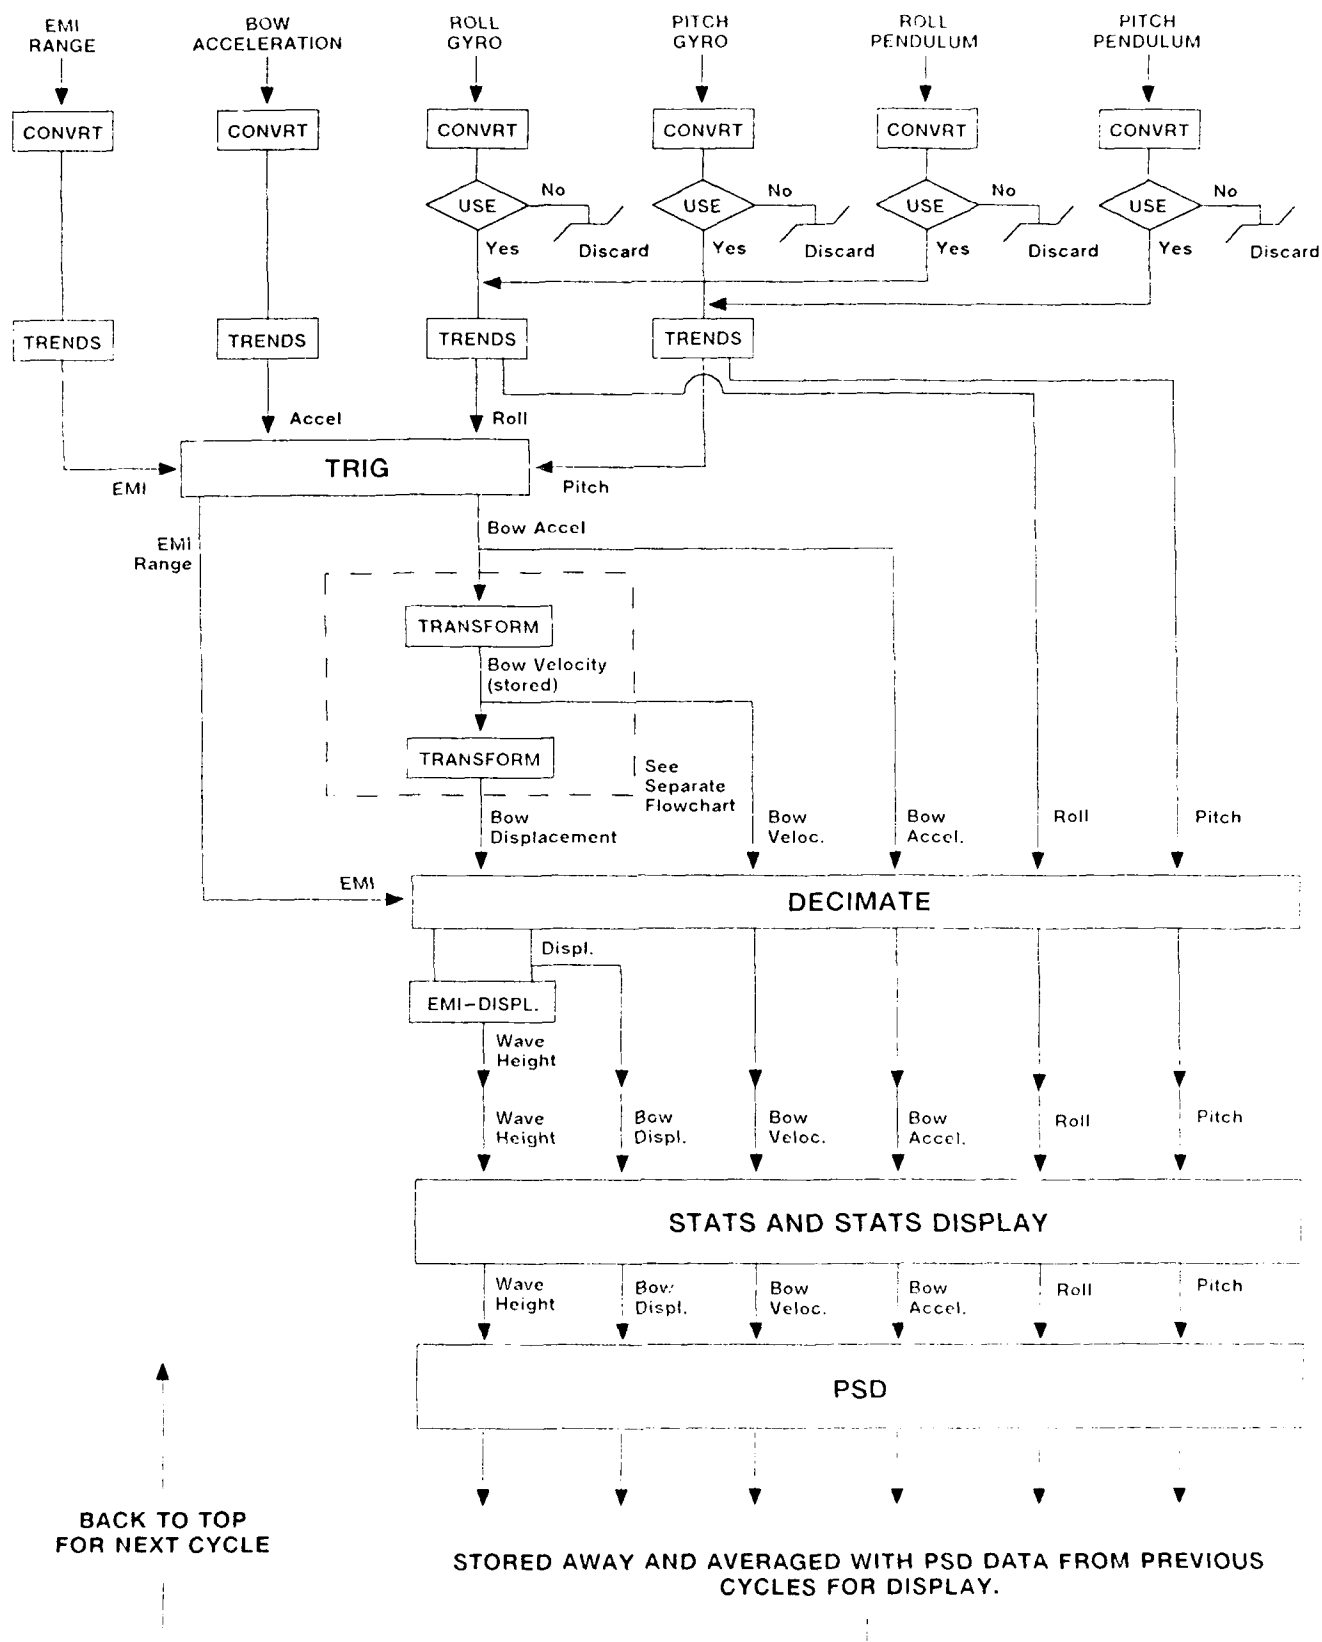 EMI
RANGE
BOW
ACCELERATION
ROLL
GYRO
PITCH
GYRO
ROLL
PENDULUM
PITCH
PENDULUM
CONVRT
CONVRT
CONVRT
CONVRT
CONVRT
CONVRT
USE
No
USE
No
USE
No
USE
No
Yes
Discard
Yes
Discard
Yes
Discard
Yes
Discard
TRENDS
TRENDS
TRENDS
TRENDS
Accel
Roll
TRIG
EMI
Pitch
Bow Accel
EMI
Range
TRANSFORM
Bow Velocity
(stored)
TRANSFORM
See
Separate
Flowchart
Bow
Displacement
Bow
Veloc.
Bow
Accel.
Roll
Pitch
EMI
DECIMATE
Displ.
EMI-DISPL.
Wave
Height
Wave
Height
Bow
Displ.
Bow
Veloc.
Bow
Accel.
Roll
Pitch
STATS AND STATS DISPLAY
Wave
Height
Bow
Displ.
Bow
Veloc.
Bow
Accel.
Roll
Pitch
PSD
BACK TO TOP
FOR NEXT CYCLE
STORED AWAY AND AVERAGED WITH PSD DATA FROM PREVIOUS
CYCLES FOR DISPLAY.